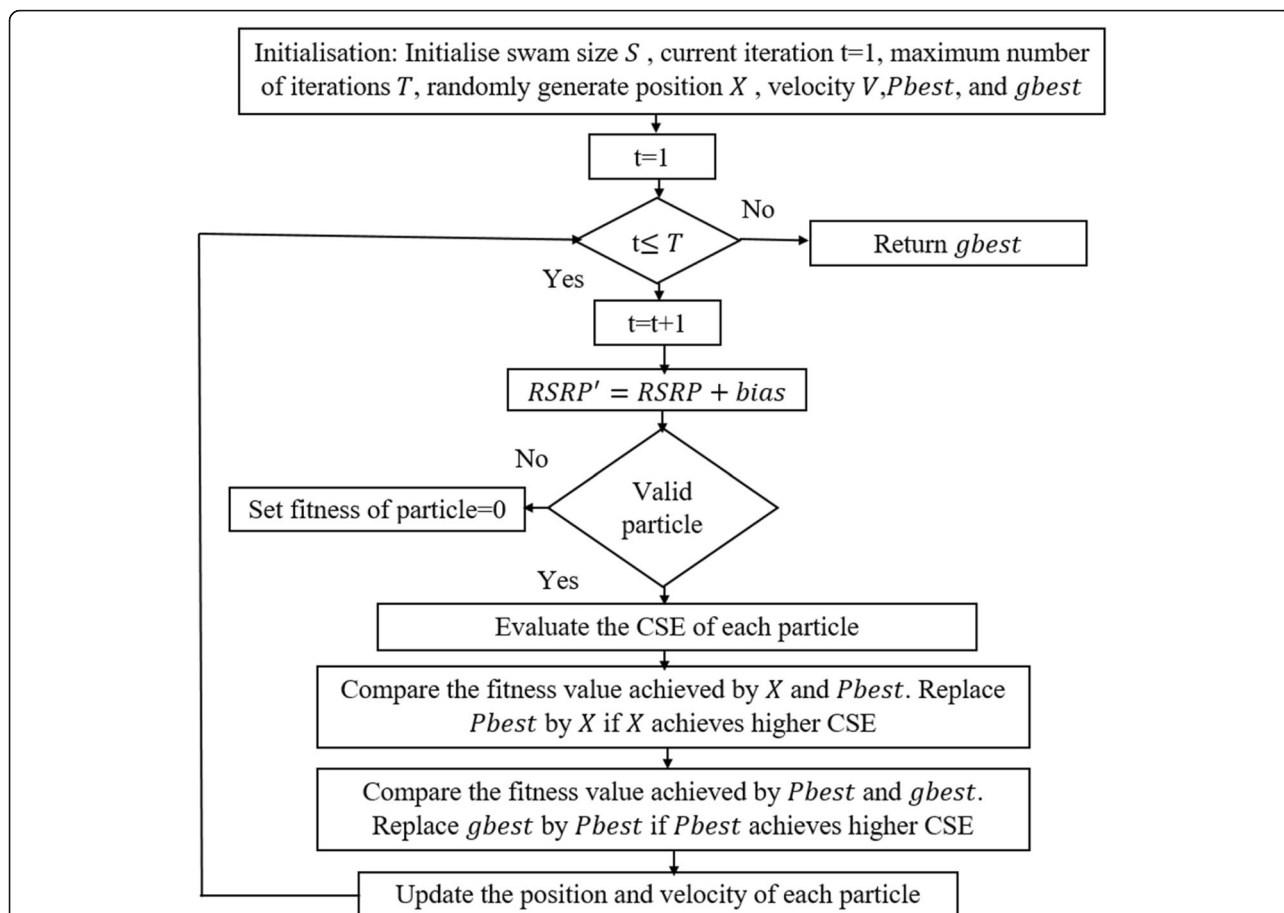 Initialisation: Initialise swam size S , current iteration t=1, maximum number
of iterations T, randomly generate position X , velocity V,Pbest, and gbest
t=1
No
t≤ T
Return gbest
Yes
t=t+1
RSRP′ = RSRP + bias
No
Valid
particle
Set fitness of particle=0
Yes
Evaluate the CSE of each particle
Compare the fitness value achieved by X and Pbest. Replace
Pbest by X if X achieves higher CSE
Compare the fitness value achieved by Pbest and gbest.
Replace gbest by Pbest if Pbest achieves higher CSE
Update the position and velocity of each particle